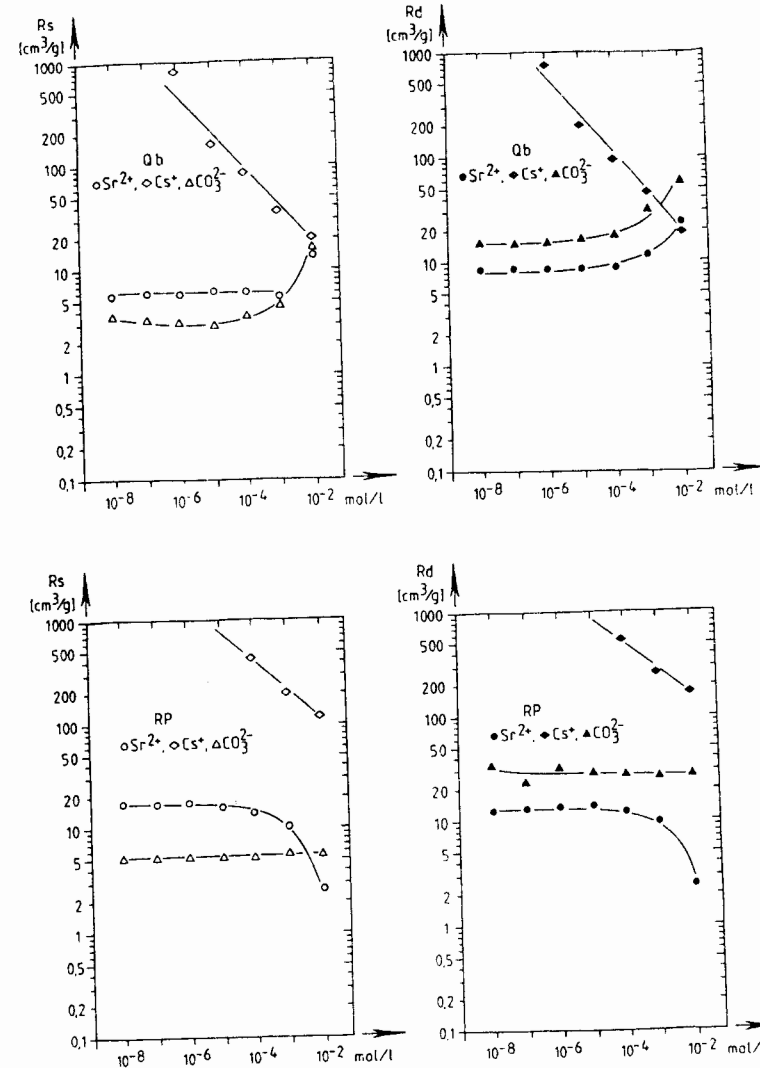 Rs
[cm³/g]
1000
500
200
100
50
20
10
5
2
1
0,5
0,2
0,1
Qb
○Sr²⁺, ◇Cs⁺, △CO₃²⁻
10⁻⁸ 10⁻⁶ 10⁻⁴ 10⁻² mol/l
Rd
[cm³/g]
1000
500
200
100
50
20
10
5
2
1
0,5
0,2
0,1
Qb
●Sr²⁺, ◆Cs⁺, ▲CO₃²⁻
10⁻⁸ 10⁻⁶ 10⁻⁴ 10⁻² mol/l
Rs
[cm³/g]
1000
500
200
100
50
20
10
5
2
1
0,5
0,2
0,1
RP
○Sr²⁺, ◇Cs⁺, △CO₃²⁻
10⁻⁸ 10⁻⁶ 10⁻⁴ 10⁻² mol/l
Rd
[cm³/g]
1000
500
200
100
50
20
10
5
2
1
0,5
0,2
0,1
RP
●Sr²⁺, ◆Cs⁺, ▲CO₃²⁻
10⁻⁸ 10⁻⁶ 10⁻⁴ 10⁻² mol/l